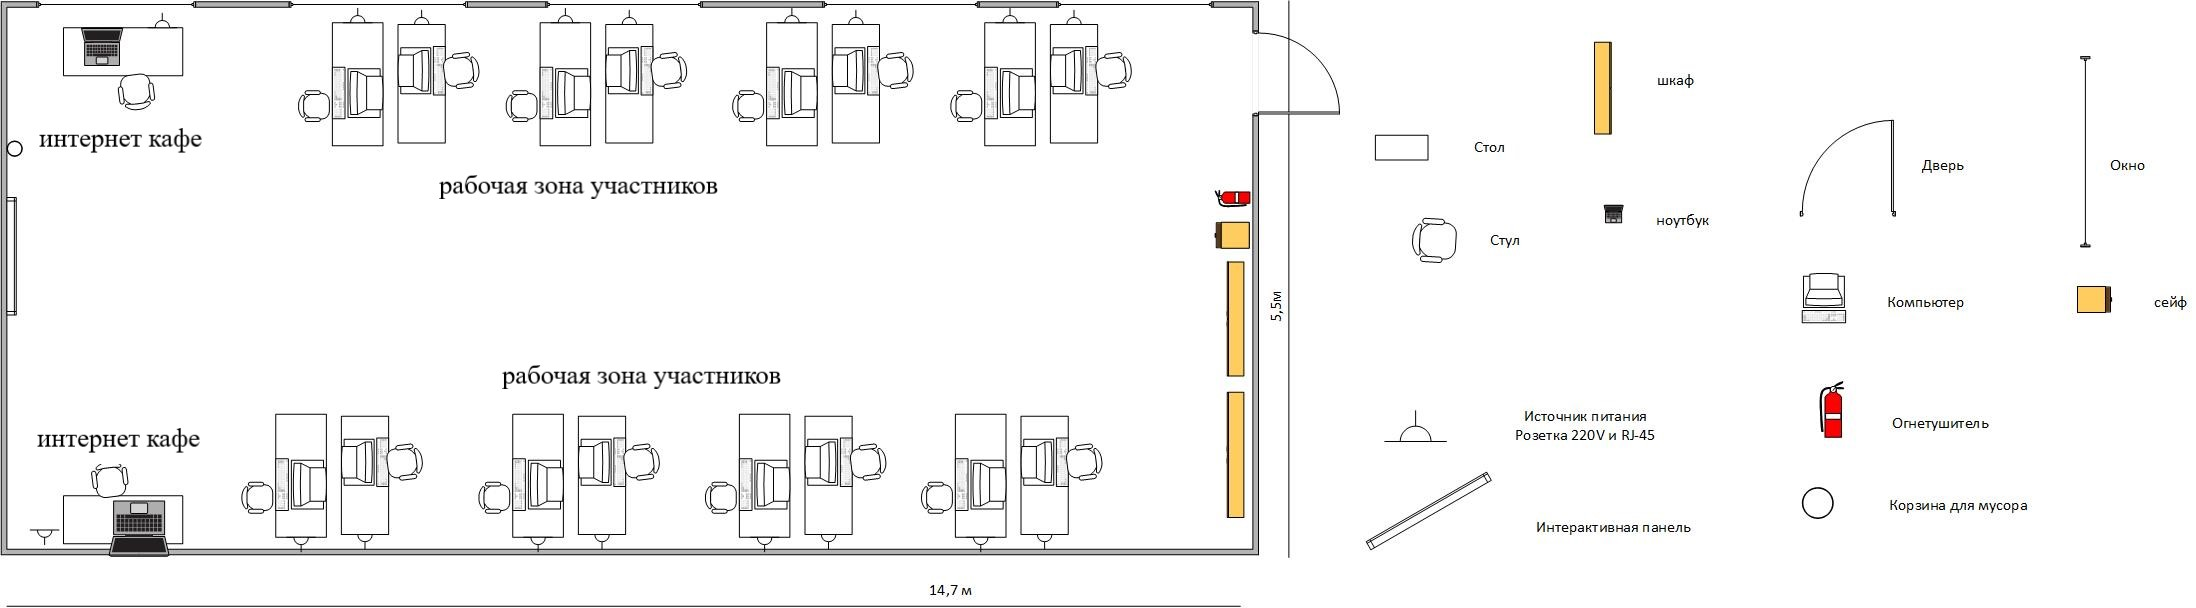 интернет кафе
рабочая зона участников
рабочая зона участников
интернет кафе
5,5м
14,7 м
шкаф
Стол
Дверь
Окно
ноутбук
Стул
Компьютер
сейф
Источник питания
Розетка 220V и RJ-45
Огнетушитель
Корзина для мусора
Интерактивная панель